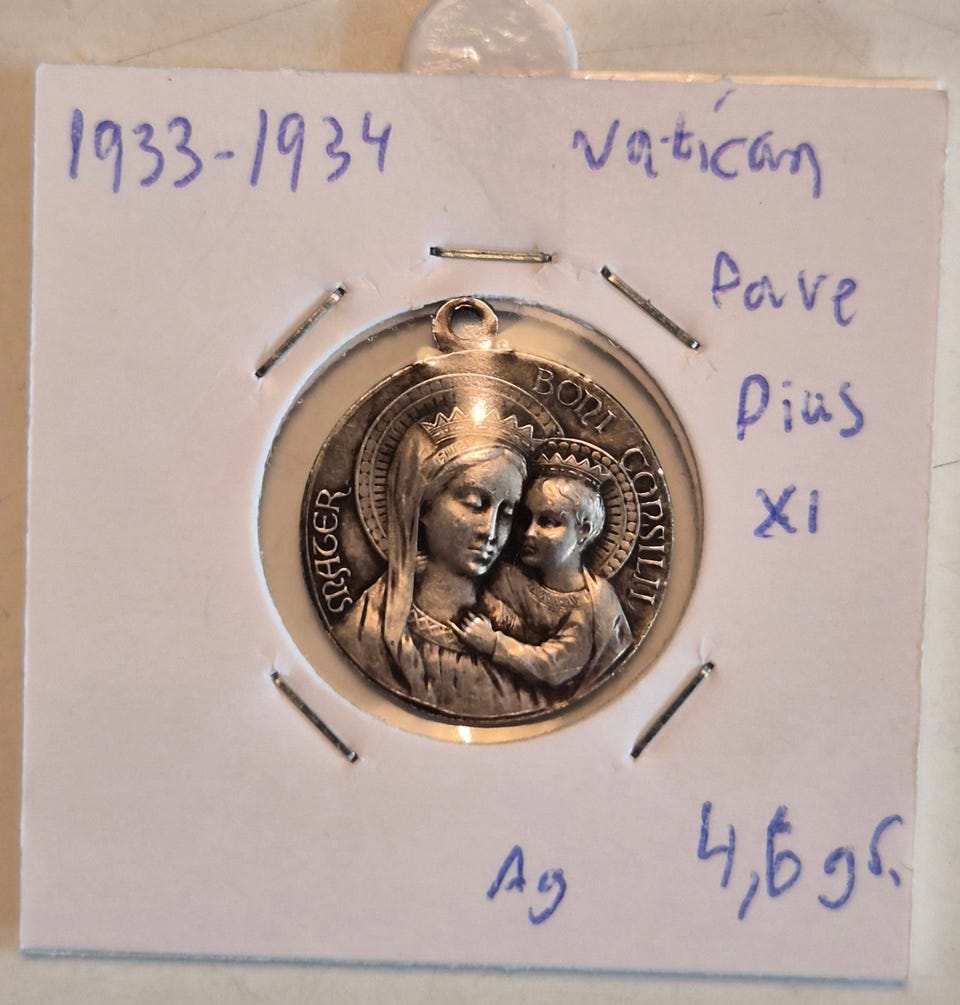 1933-1934 Vatican
Pave
Pius
XI
MATER BONI CONSILII
Ag 4,6 gr.